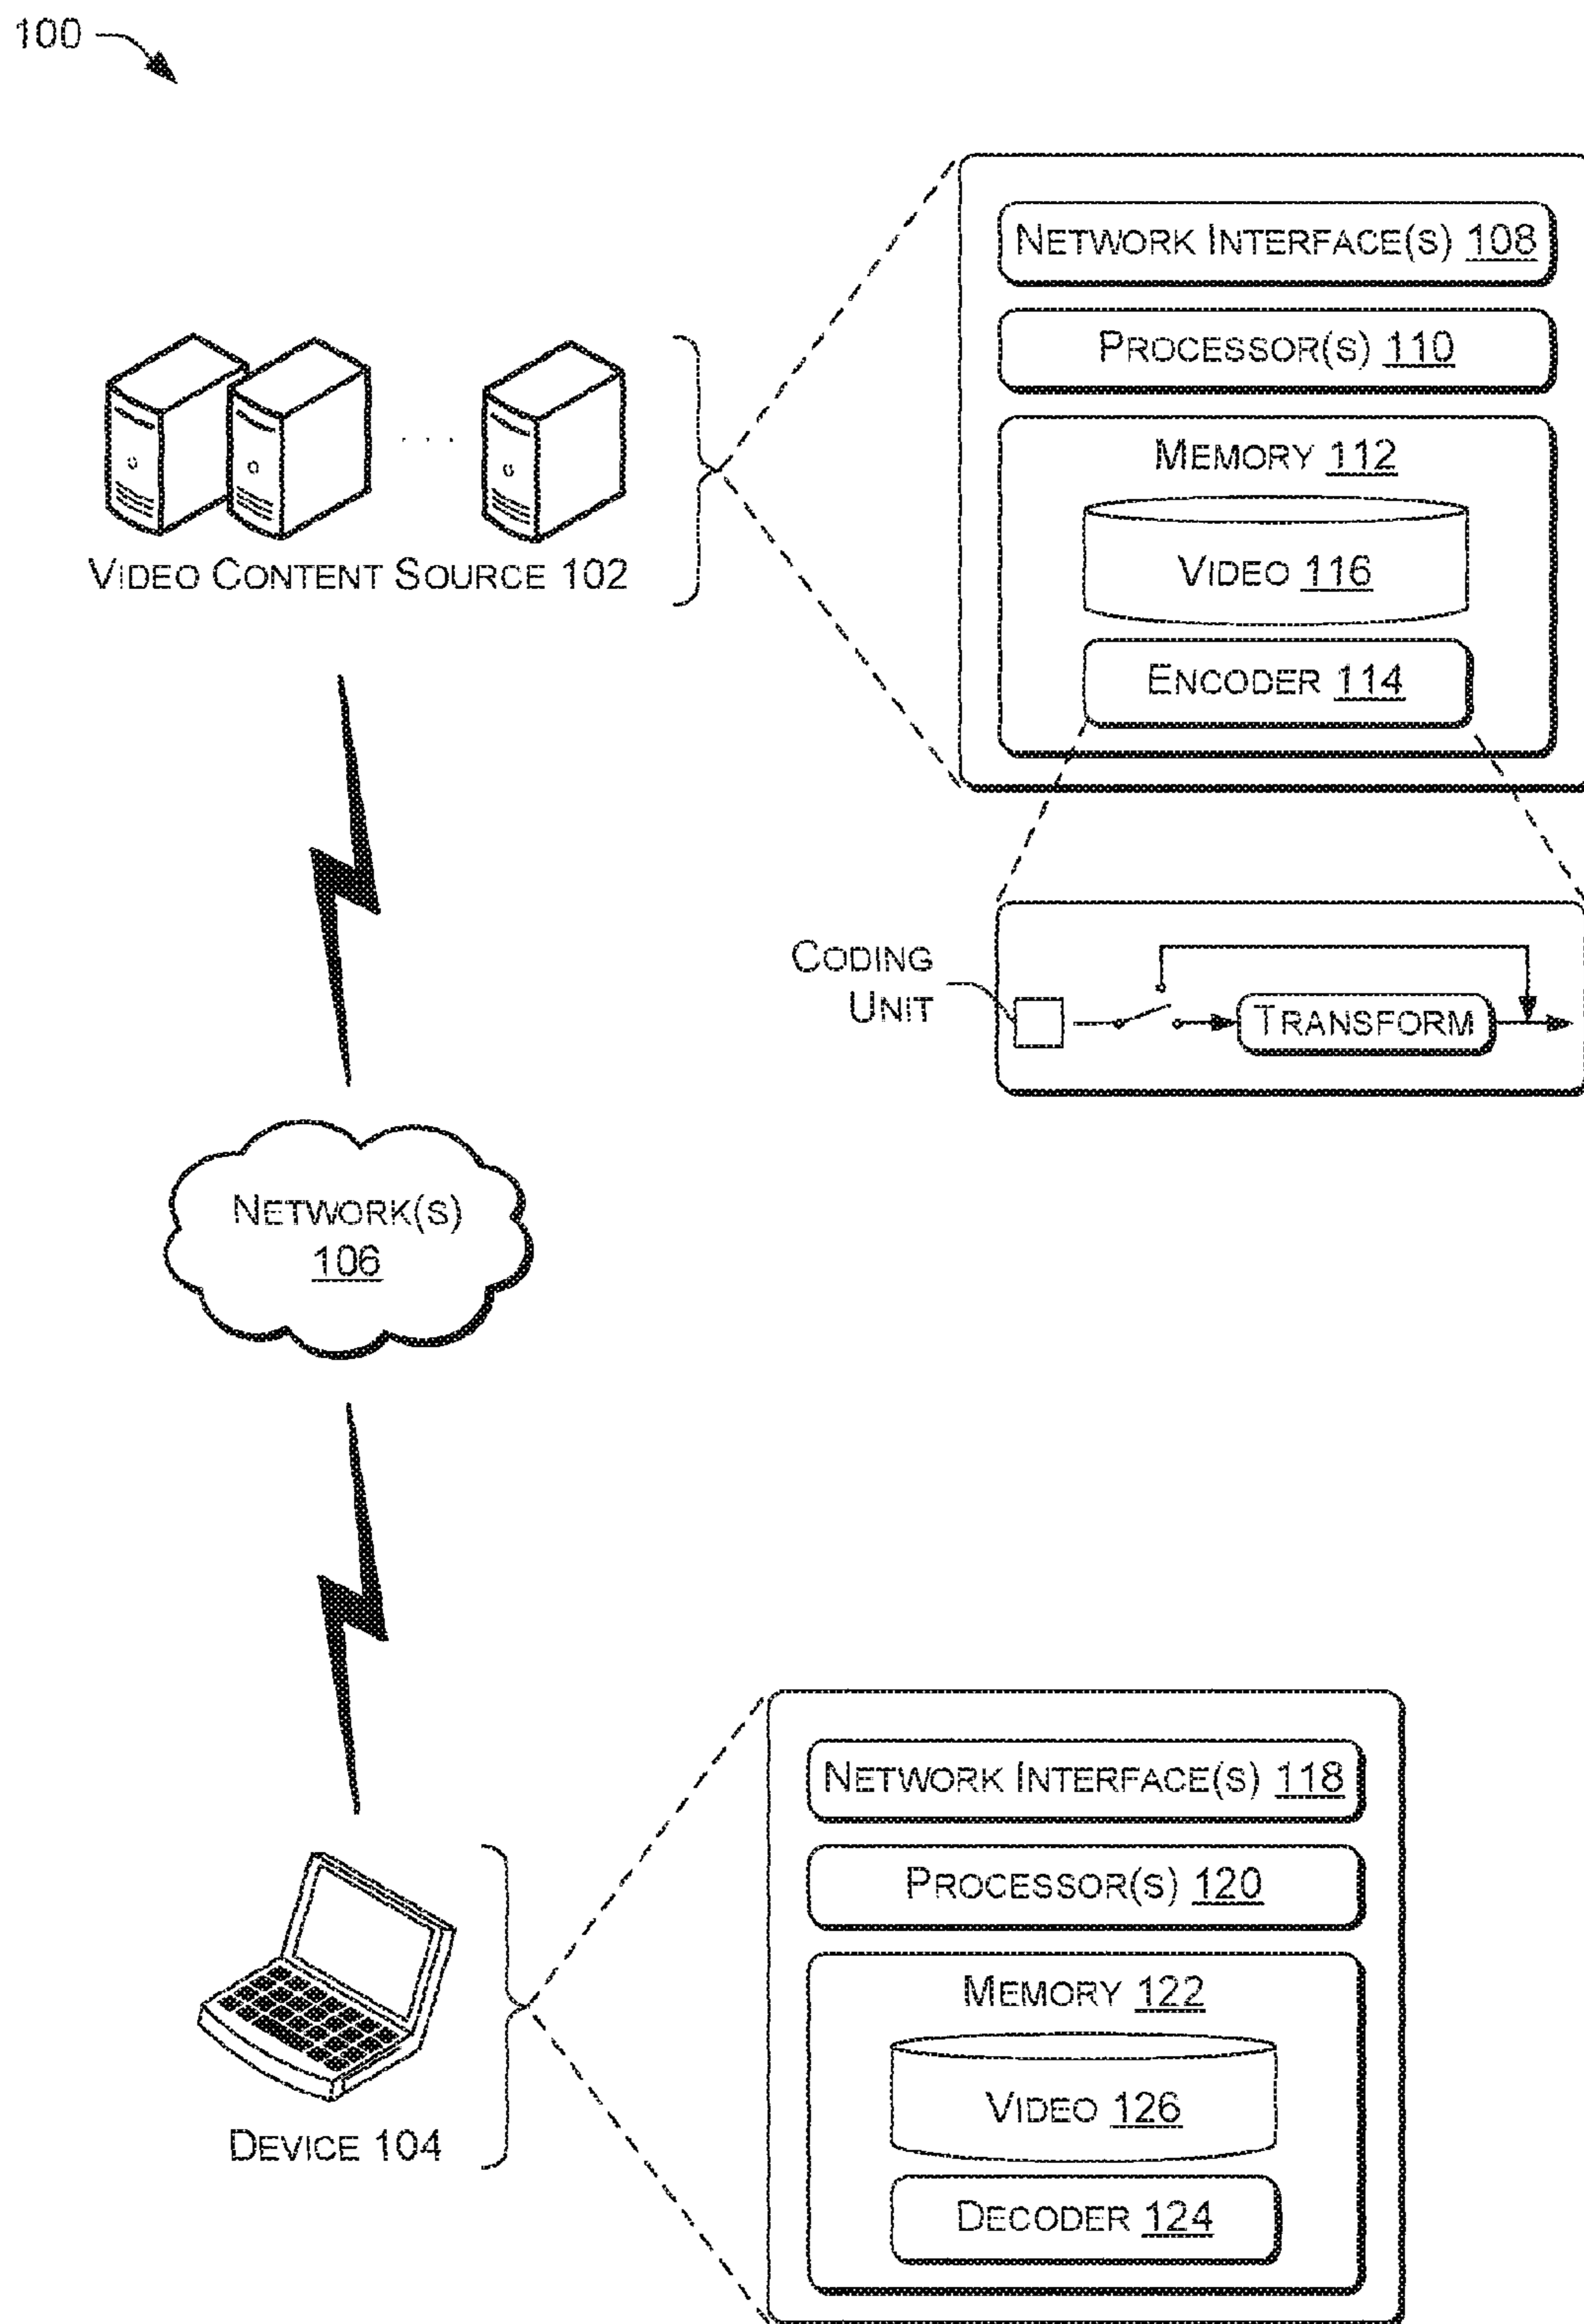 100
NETWORK INTERFACE(S) 108
PROCESSOR(S) 110
MEMORY 112
VIDEO 116
ENCODER 114
VIDEO CONTENT SOURCE 102
CODING
UNIT
TRANSFORM
NETWORK(S)
106
NETWORK INTERFACE(S) 118
PROCESSOR(S) 120
MEMORY 122
VIDEO 126
DECODER 124
DEVICE 104